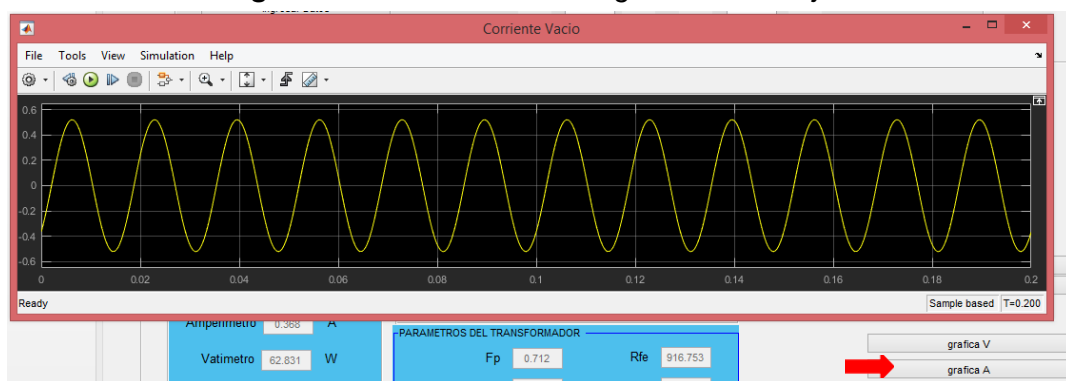 Corriente Vacio
File Tools View Simulation Help
0.6
0.4
0.2
0
-0.2
-0.4
-0.6
0 0.02 0.04 0.06 0.08 0.1 0.12 0.14 0.16 0.18 0.2
Ready Sample based T=0.200
Amperimetro 0.368 A
PARAMETROS DEL TRANSFORMADOR
Vatimetro 62.831 W Fp 0.712 Rfe 916.753
grafica V
grafica A